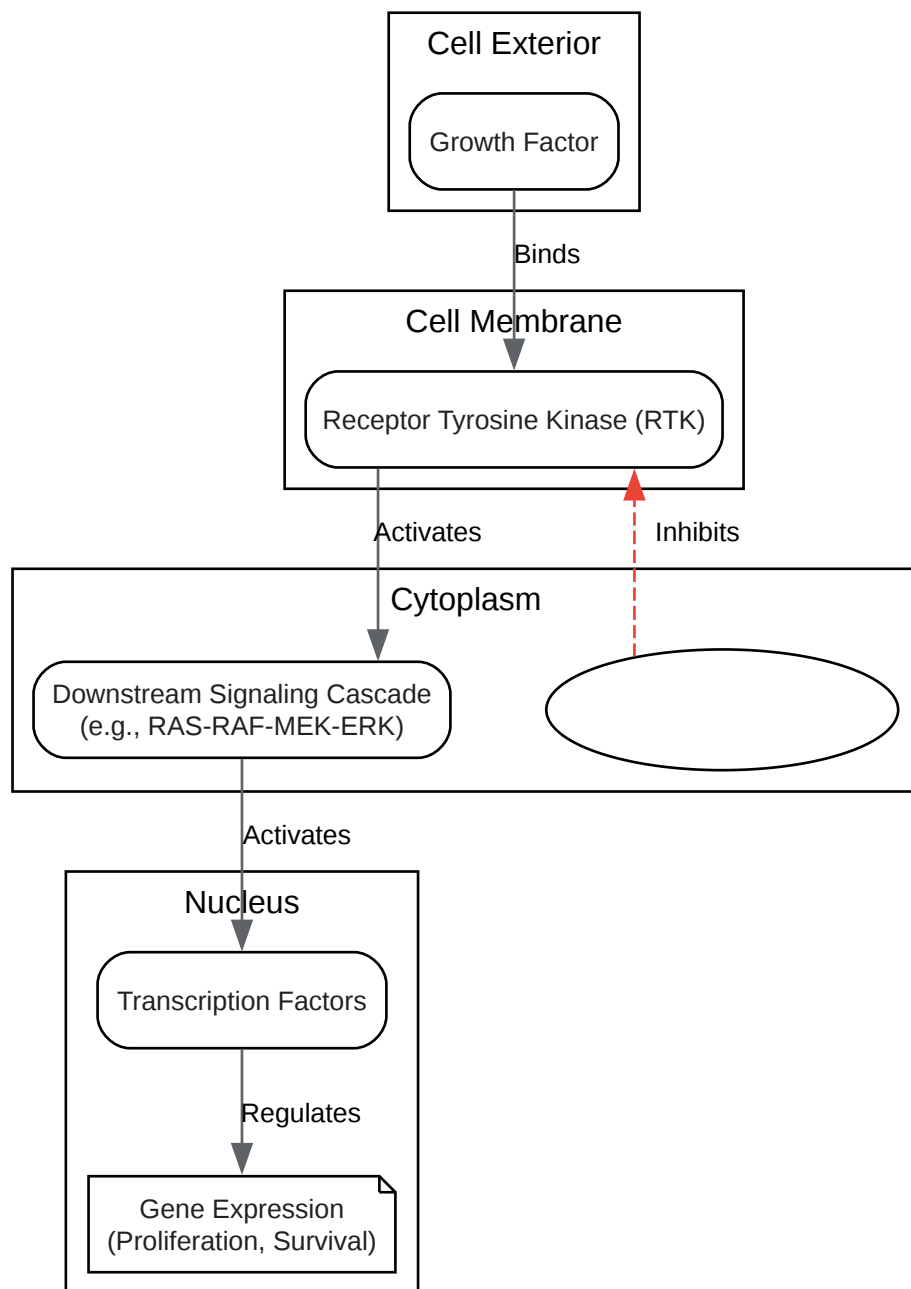 Cell Exterior
Growth Factor
Binds
Cell Membrane
Receptor Tyrosine Kinase (RTK)
Activates
Inhibits
Cytoplasm
Downstream Signaling Cascade
(e.g., RAS-RAF-MEK-ERK)
Activates
Nucleus
Transcription Factors
Regulates
Gene Expression
(Proliferation, Survival)